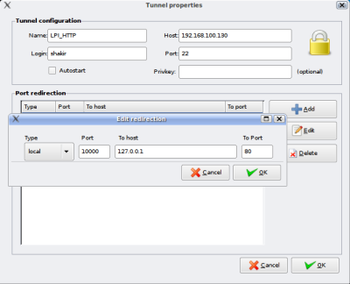 Tunnel properties
Tunnel configuration
Name: LPI_HTTP Host: 192.168.100.130
Login: shakir Port: 22
Autostart Privkey: (optional)
Port redirection
Type Port To host To port
Add
Edit redirection
Type Port To host To Port
local 10000 127.0.0.1 80
Edit
Cancel OK
Delete
Cancel OK